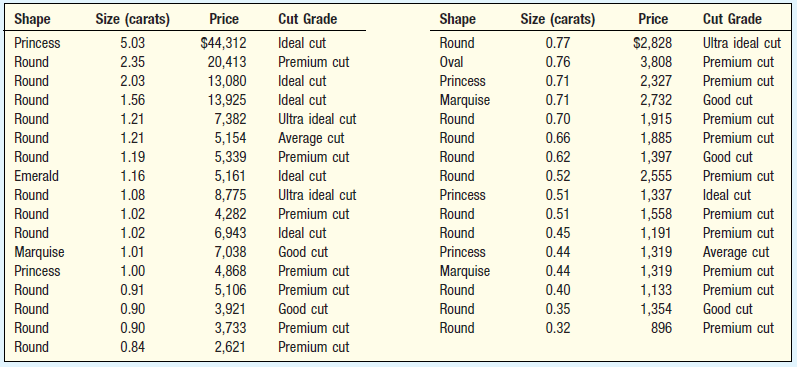 Shape Size (carats) Price Cut Grade
Princess 5.03 $44,312 Ideal cut
Round 2.35 20,413 Premium cut
Round 2.03 13,080 Ideal cut
Round 1.56 13,925 Ideal cut
Round 1.21 7,382 Ultra ideal cut
Round 1.21 5,154 Average cut
Round 1.19 5,339 Premium cut
Emerald 1.16 5,161 Ideal cut
Round 1.08 8,775 Ultra ideal cut
Round 1.02 4,282 Premium cut
Round 1.02 6,943 Ideal cut
Marquise 1.01 7,038 Good cut
Princess 1.00 4,868 Premium cut
Round 0.91 5,106 Premium cut
Round 0.90 3,921 Good cut
Round 0.90 3,733 Premium cut
Round 0.84 2,621 Premium cut
Shape Size (carats) Price Cut Grade
Round 0.77 $2,828 Ultra ideal cut
Oval 0.76 3,808 Premium cut
Princess 0.71 2,327 Premium cut
Marquise 0.71 2,732 Good cut
Round 0.70 1,915 Premium cut
Round 0.66 1,885 Premium cut
Round 0.62 1,397 Good cut
Round 0.52 2,555 Premium cut
Princess 0.51 1,337 Ideal cut
Round 0.51 1,558 Premium cut
Round 0.45 1,191 Premium cut
Princess 0.44 1,319 Average cut
Marquise 0.44 1,319 Premium cut
Round 0.40 1,133 Premium cut
Round 0.35 1,354 Good cut
Round 0.32 896 Premium cut